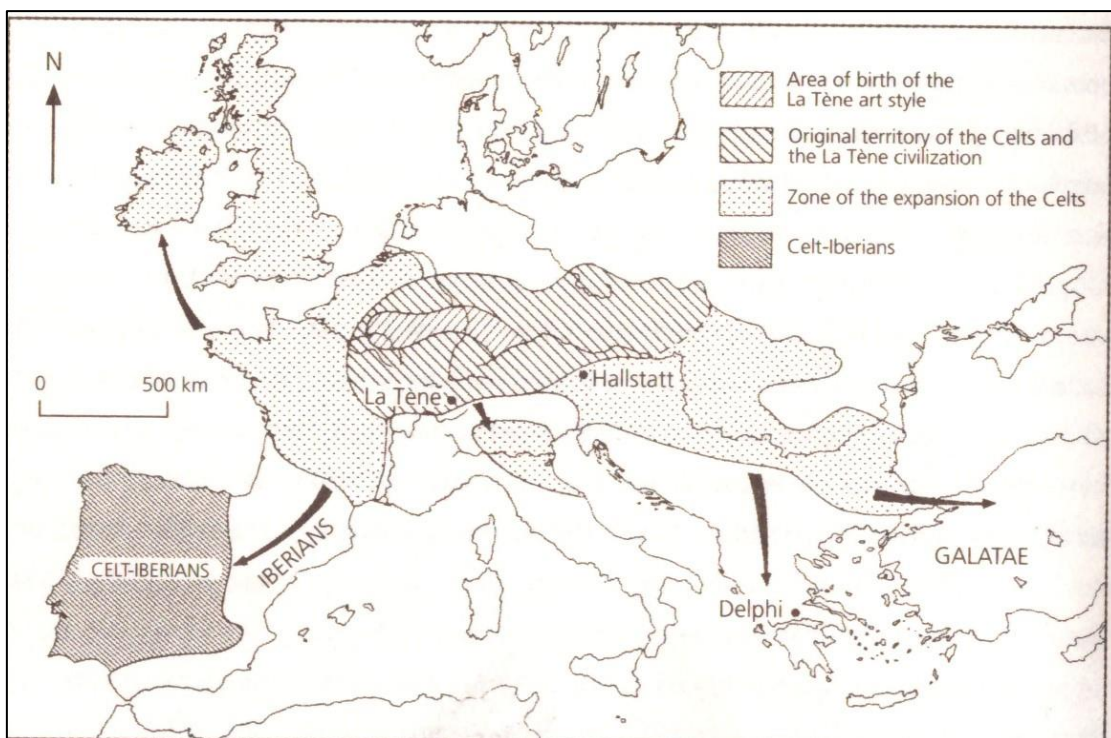 N
Area of birth of the
La Tène art style
Original territory of the Celts and
the La Tène civilization
Zone of the expansion of the Celts
Celt-Iberians
0 500 km
Hallstatt
La Tène
IBERIANS
CELT-IBERIANS
GALATAE
Delphi